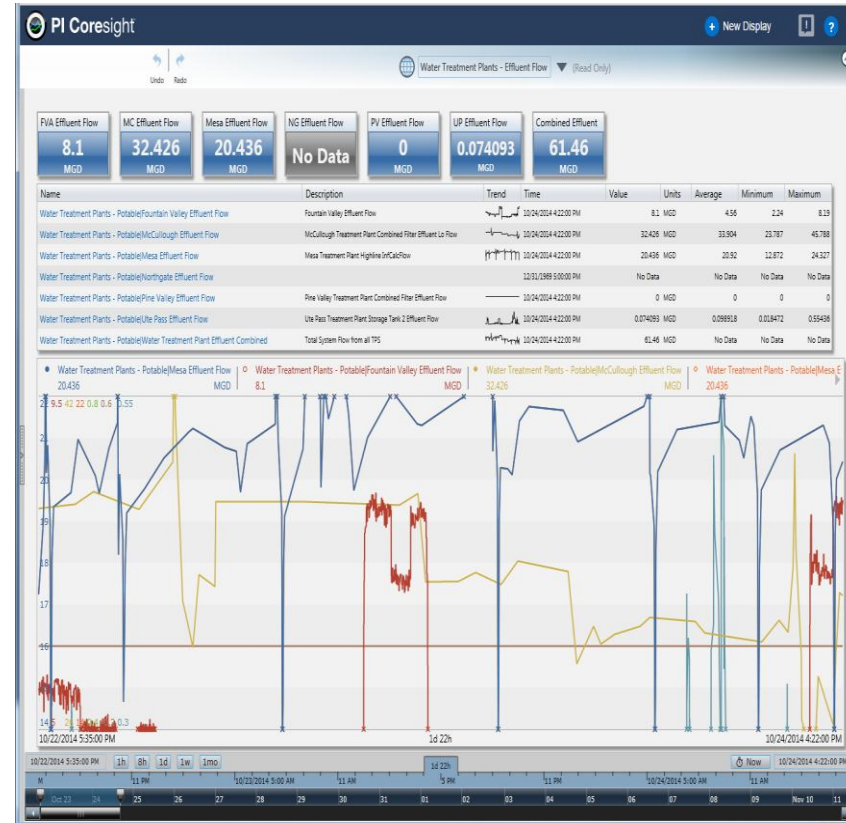 PI Coresight
New Display
?
Undo Redo
Water Treatment Plants - Effluent Flow (Read Only)
FVA Effluent Flow MC Effluent Flow Mesa Effluent Flow NG Effluent Flow PV Effluent Flow UP Effluent Flow Combined Effluent
8.1 32.426 20.436 No Data 0 0.074093 61.46
MGD MGD MGD MGD MGD MGD
Name Description Trend Time Value Units Average Minimum Maximum
Water Treatment Plants - Potable|Fountain Valley Effluent Flow Fountain Valley Effluent Flow 10/24/2014 4:22:00 PM 8.1 MGD 4.56 2.24 8.19
Water Treatment Plants - Potable|McCullough Effluent Flow McCullough Treatment Plant Combined Filter Effluent Lo Flow 10/24/2014 4:22:00 PM 32.426 MGD 33.904 23.787 45.788
Water Treatment Plants - Potable|Mesa Effluent Flow Mesa Treatment Plant Highline InfCalcFlow 10/24/2014 4:22:00 PM 20.436 MGD 20.92 12.872 24.327
Water Treatment Plants - Potable|Northgate Effluent Flow 12/31/1969 5:00:00 PM No Data No Data No Data No Data
Water Treatment Plants - Potable|Pine Valley Effluent Flow Pine Valley Treatment Plant Combined Filter Effluent Flow 10/24/2014 4:22:00 PM 0 MGD 0 0 0
Water Treatment Plants - Potable|Ute Pass Effluent Flow Ute Pass Treatment Plant Storage Tank 2 Effluent Flow 10/24/2014 4:22:00 PM 0.074093 MGD 0.098918 0.018472 0.55436
Water Treatment Plants - Potable|Water Treatment Plant Effluent Combined Total System Flow from all TPS 10/24/2014 4:22:00 PM 61.46 MGD No Data No Data No Data
Water Treatment Plants - Potable|Mesa Effluent Flow Water Treatment Plants - Potable|Fountain Valley Effluent Flow Water Treatment Plants - Potable|McCullough Effluent Flow Water Treatment Plants - Potable|Mesa E
20.436 MGD 8.1 MGD 32.426 MGD 20.436
9.5 42 22 0.8 0.6 0.55
21
20
19
18
17
16
0.3
10/22/2014 5:35:00 PM 1d 22h 10/24/2014 4:22:00 PM
10/22/2014 5:35:00 PM 1h 8h 1d 1w 1mo 1d 22h Now 10/24/2014 4:22:00 PM
M 11 PM 10/23/2014 5:00 AM 11 AM 5 PM 11 PM 10/24/2014 5:00 AM 11 AM
Oct 23 24 25 26 27 28 29 30 31 01 02 03 04 05 06 07 08 09 Nov 10 11